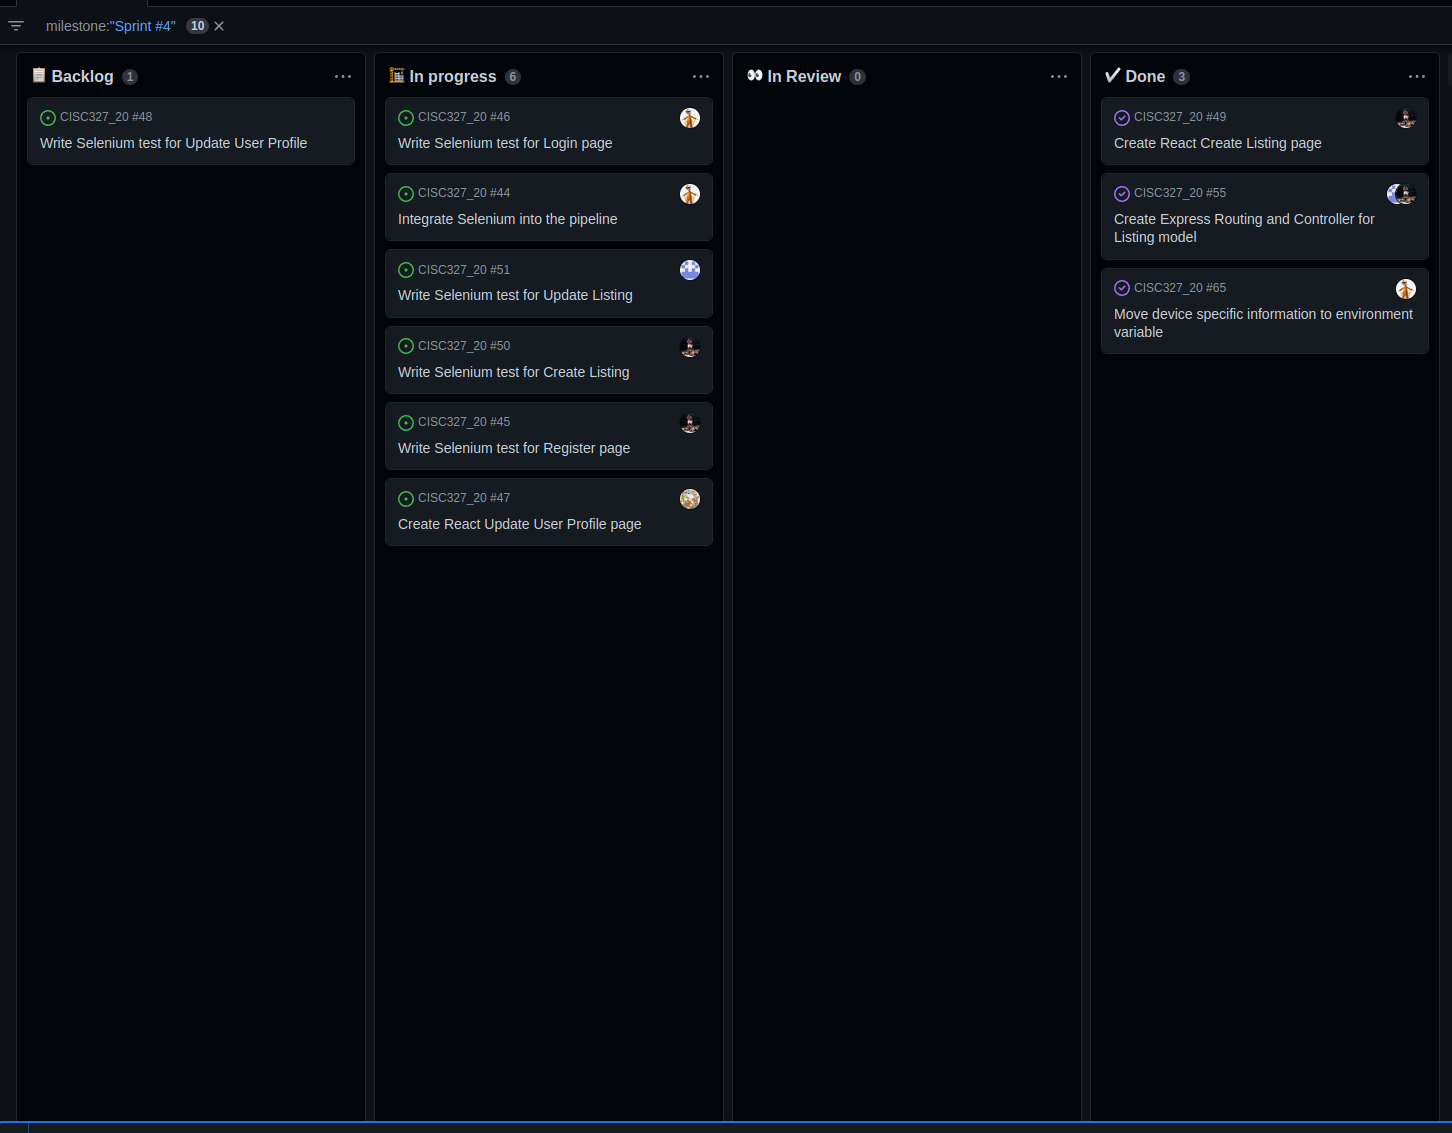 milestone:"Sprint #4" 10
Backlog 1
CISC327_20 #48
Write Selenium test for Update User Profile
In progress 6
CISC327_20 #46
Write Selenium test for Login page
CISC327_20 #44
Integrate Selenium into the pipeline
CISC327_20 #51
Write Selenium test for Update Listing
CISC327_20 #50
Write Selenium test for Create Listing
CISC327_20 #45
Write Selenium test for Register page
CISC327_20 #47
Create React Update User Profile page
In Review 0
Done 3
CISC327_20 #49
Create React Create Listing page
CISC327_20 #55
Create Express Routing and Controller for
Listing model
CISC327_20 #65
Move device specific information to environment
variable